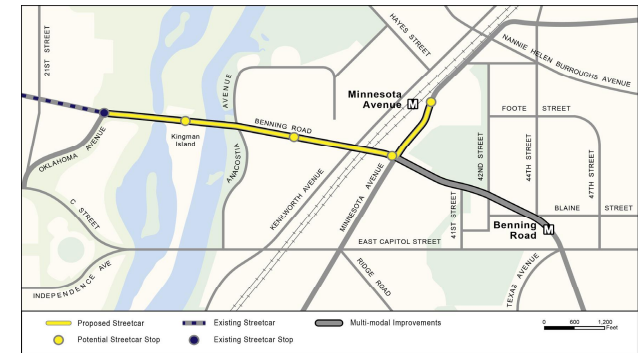 21ST STREET
HAYES STREET
NANNIE HELEN BURROUGHS AVENUE
Minnesota
Avenue M
FOOTE STREET
ANACOSTIA AVENUE
BENNING ROAD
Kingman
Island
OKLAHOMA AVENUE
KENILWORTH AVENUE
MINNESOTA AVENUE
42ND STREET
44TH STREET
47TH STREET
41ST STREET
BLAINE STREET
C STREET
Benning
Road M
EAST CAPITOL STREET
INDEPENDENCE AVE
RIDGE ROAD
TEXAS AVENUE
Proposed Streetcar
Existing Streetcar
Multi-modal Improvements
0 600 1,200
Feet
Potential Streetcar Stop
Existing Streetcar Stop